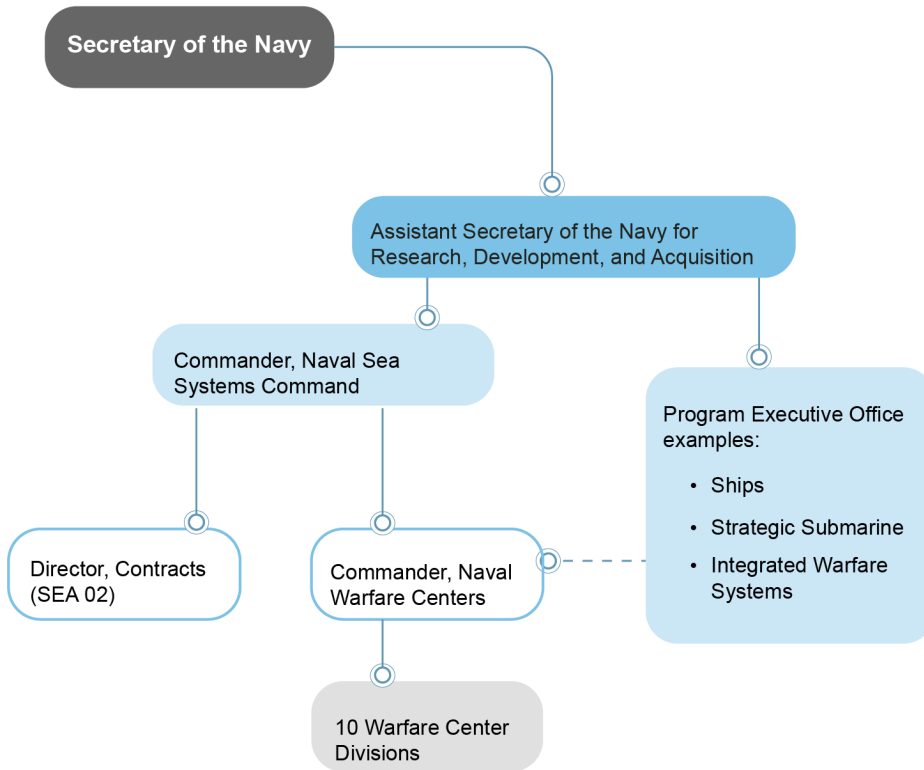 Secretary of the Navy
Assistant Secretary of the Navy for
Research, Development, and Acquisition
Commander, Naval Sea
Systems Command
Program Executive Office
examples:
• Ships
• Strategic Submarine
• Integrated Warfare
Systems
Director, Contracts
(SEA 02)
Commander, Naval
Warfare Centers
10 Warfare Center
Divisions